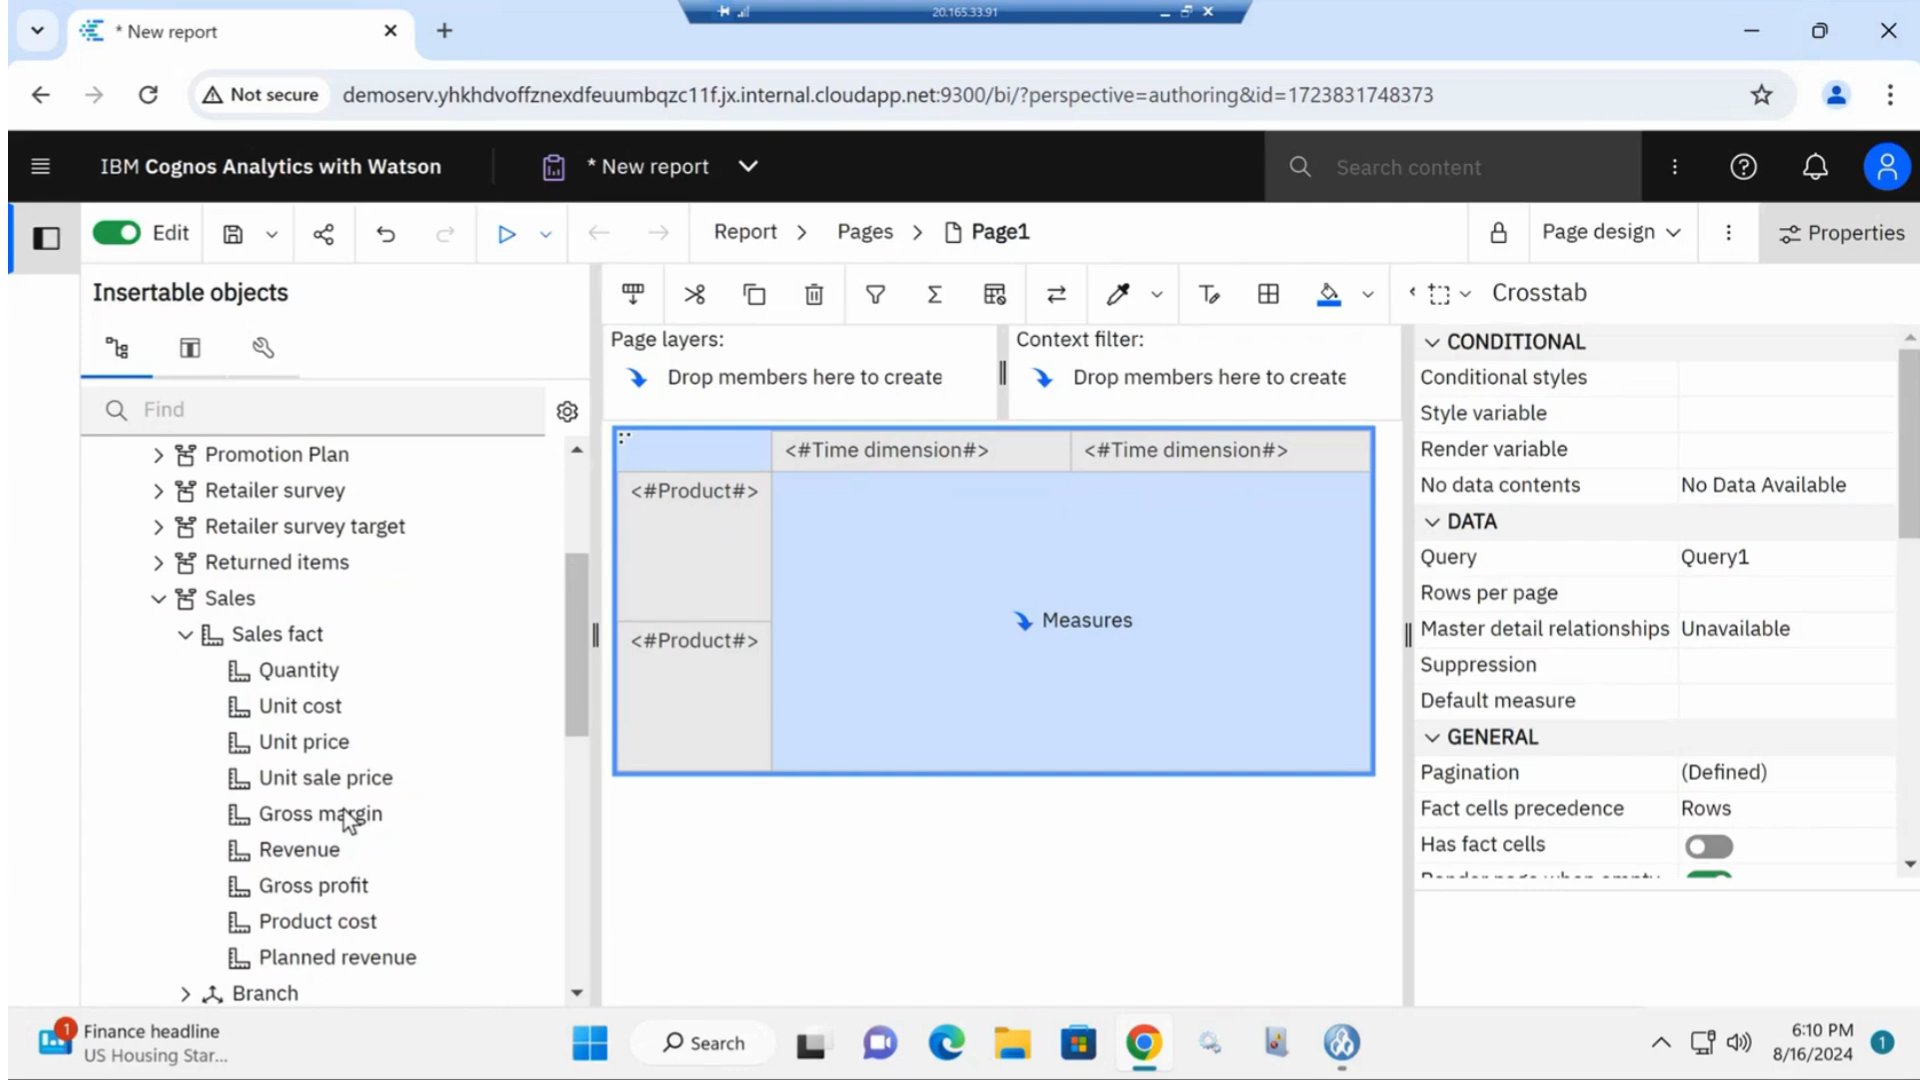 20.165.33.91
* New report
Not secure
demoserv.yhkhdvoffznexdfeuumbqzc11f.jx.internal.cloudapp.net:9300/bi/?perspective=authoring&id=1723831748373
IBM Cognos Analytics with Watson
* New report
Search content
Edit
Report
Pages
Page1
Page design
Properties
Insertable objects
Find
Promotion Plan
Retailer survey
Retailer survey target
Returned items
Sales
Sales fact
Quantity
Unit cost
Unit price
Unit sale price
Gross margin
Revenue
Gross profit
Product cost
Planned revenue
Branch
Page layers:
Drop members here to create
Context filter:
Drop members here to create
<#Time dimension#>
<#Time dimension#>
<#Product#>
<#Product#>
Measures
Crosstab
CONDITIONAL
Conditional styles
Style variable
Render variable
No data contents No Data Available
DATA
Query Query1
Rows per page
Master detail relationships Unavailable
Suppression
Default measure
GENERAL
Pagination (Defined)
Fact cells precedence Rows
Has fact cells
1
Finance headline
US Housing Star...
Search
6:10 PM
8/16/2024
1